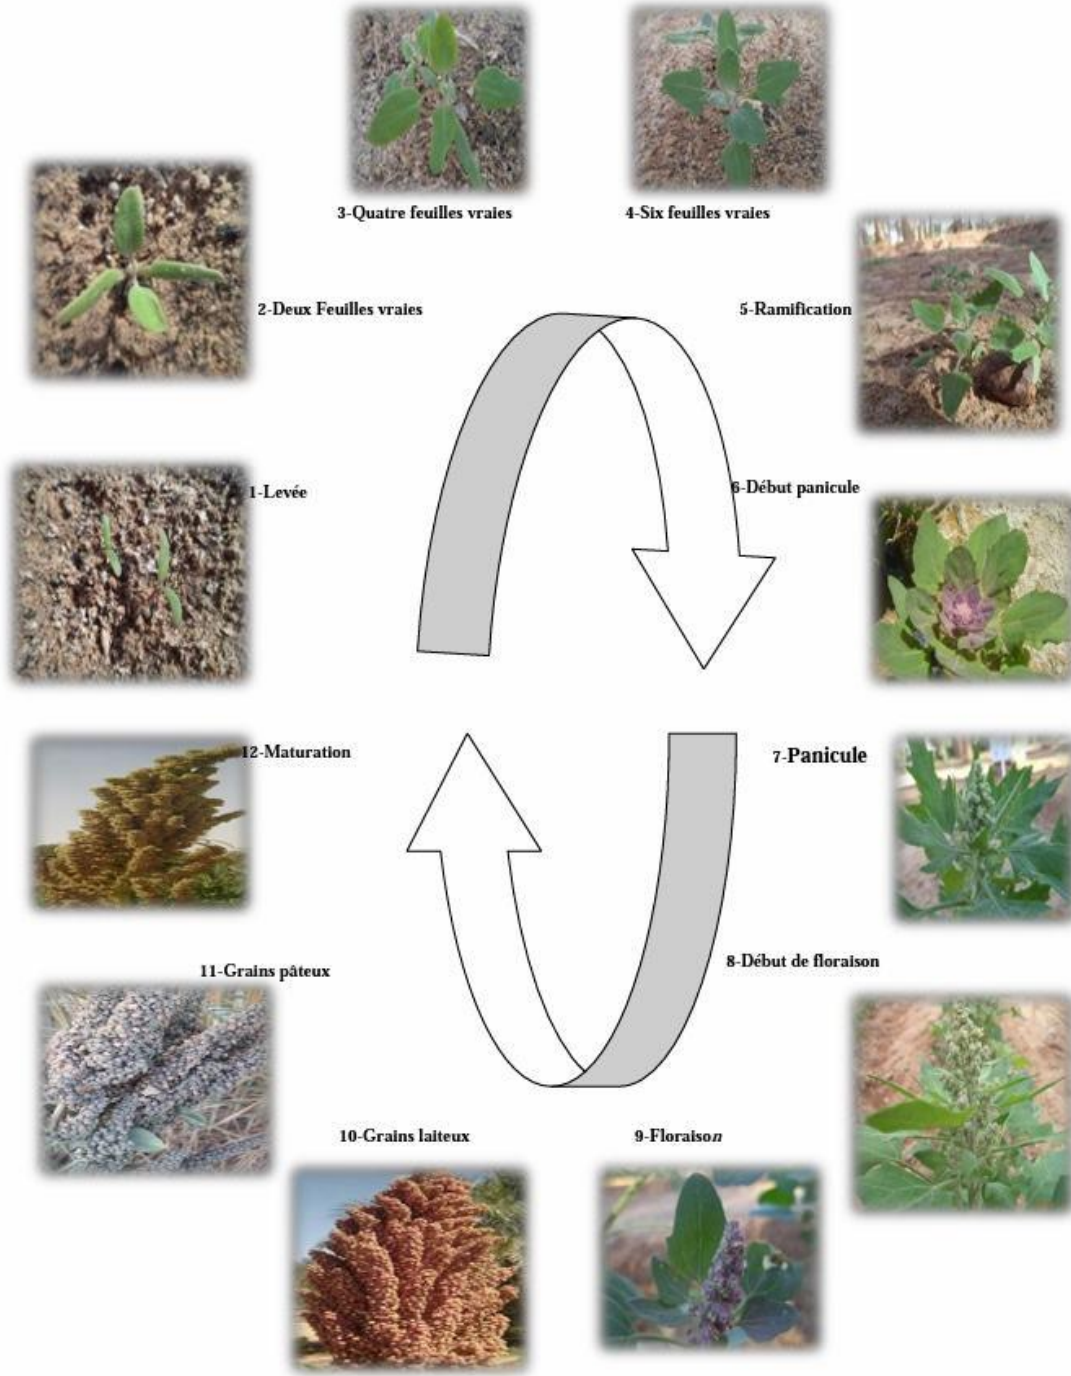 3-Quatre feuilles vraies
4-Six feuilles vraies
2-Deux Feuilles vraies
5-Ramification
1-Levée
6-Début panicule
12-Maturation
7-Panicule
8-Début de floraison
11-Grains pâteux
10-Grains laiteux
9-Floraison